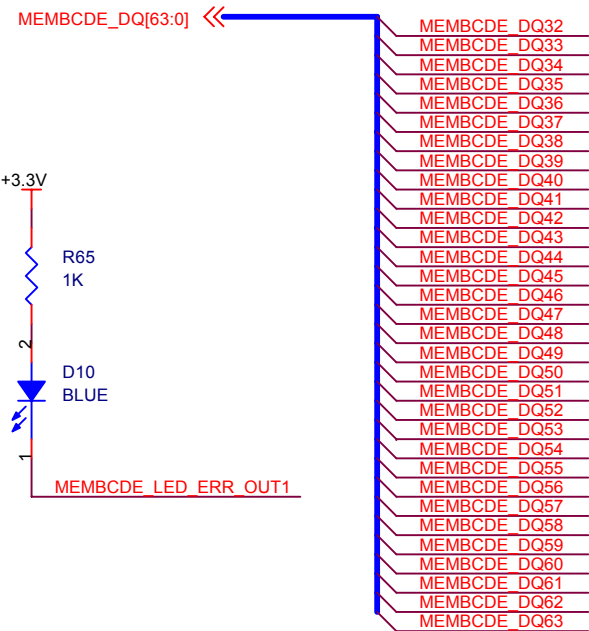 MEMBCDE_DQ[63:0]
MEMBCDE_DQ32
MEMBCDE_DQ33
MEMBCDE_DQ34
MEMBCDE_DQ35
MEMBCDE_DQ36
MEMBCDE_DQ37
MEMBCDE_DQ38
MEMBCDE_DQ39
MEMBCDE_DQ40
MEMBCDE_DQ41
MEMBCDE_DQ42
MEMBCDE_DQ43
MEMBCDE_DQ44
MEMBCDE_DQ45
MEMBCDE_DQ46
MEMBCDE_DQ47
MEMBCDE_DQ48
MEMBCDE_DQ49
MEMBCDE_DQ50
MEMBCDE_DQ51
MEMBCDE_DQ52
MEMBCDE_DQ53
MEMBCDE_DQ54
MEMBCDE_DQ55
MEMBCDE_DQ56
MEMBCDE_DQ57
MEMBCDE_DQ58
MEMBCDE_DQ59
MEMBCDE_DQ60
MEMBCDE_DQ61
MEMBCDE_DQ62
MEMBCDE_DQ63
+3.3V
R65
1K
2
D10
BLUE
1
MEMBCDE_LED_ERR_OUT1